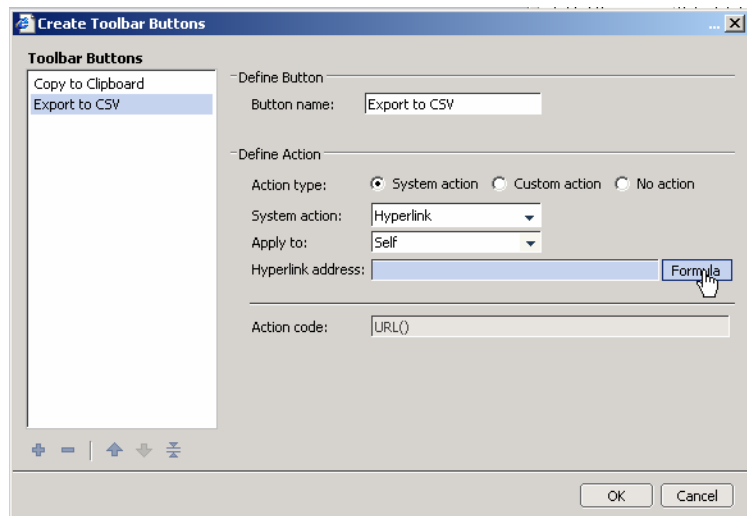 Create Toolbar Buttons
...
Toolbar Buttons
Copy to Clipboard
Export to CSV
Define Button
Button name: Export to CSV
Define Action
Action type: System action Custom action No action
System action: Hyperlink
Apply to: Self
Hyperlink address: Formula
Action code: URL()
OK Cancel